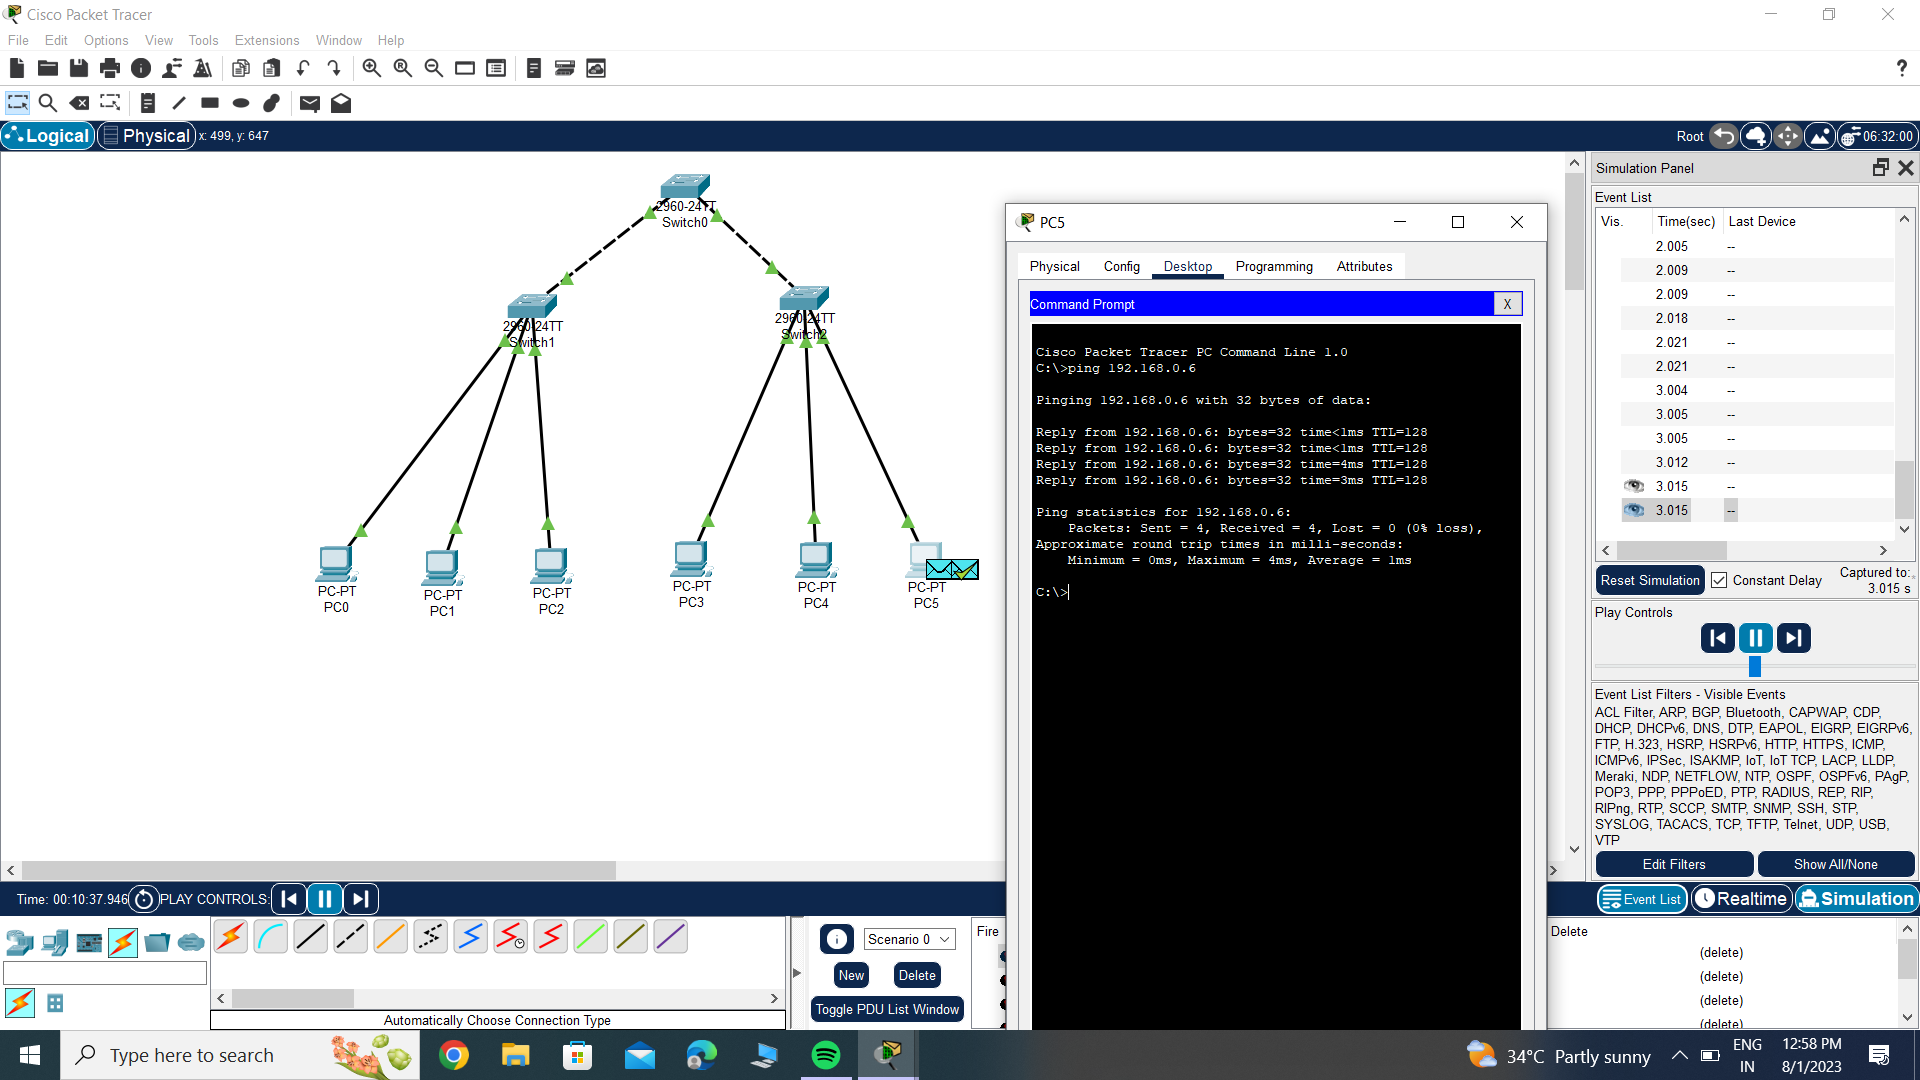 Cisco Packet Tracer
File Edit Options View Tools Extensions Window Help
?
Logical Physical x: 499, y: 647
Root 06:32:00
2960-24TT
Switch0
2960-24TT
Switch1
2960-24TT
Switch2
PC-PT
PC0
PC-PT
PC1
PC-PT
PC2
PC-PT
PC3
PC-PT
PC4
PC-PT
PC5
PC5
Physical Config Desktop Programming Attributes
Command Prompt X
Cisco Packet Tracer PC Command Line 1.0
C:\>ping 192.168.0.6
Pinging 192.168.0.6 with 32 bytes of data:
Reply from 192.168.0.6: bytes=32 time<1ms TTL=128
Reply from 192.168.0.6: bytes=32 time<1ms TTL=128
Reply from 192.168.0.6: bytes=32 time=4ms TTL=128
Reply from 192.168.0.6: bytes=32 time=3ms TTL=128
Ping statistics for 192.168.0.6:
Packets: Sent = 4, Received = 4, Lost = 0 (0% loss),
Approximate round trip times in milli-seconds:
Minimum = 0ms, Maximum = 4ms, Average = 1ms
C:\>
Simulation Panel
Event List
Vis. Time(sec) Last Device
2.005 --
2.009 --
2.009 --
2.018 --
2.021 --
2.021 --
3.004 --
3.005 --
3.005 --
3.012 --
3.015 --
3.015 --
Reset Simulation Constant Delay Captured to:
3.015 s
Play Controls
Event List Filters - Visible Events
ACL Filter, ARP, BGP, Bluetooth, CAPWAP, CDP,
DHCP, DHCPv6, DNS, DTP, EAPOL, EIGRP, EIGRPv6,
FTP, H.323, HSRP, HSRPv6, HTTP, HTTPS, ICMP,
ICMPv6, IPSec, ISAKMP, IoT, IoT TCP, LACP, LLDP,
Meraki, NDP, NETFLOW, NTP, OSPF, OSPFv6, PAgP,
POP3, PPP, PPPoED, PTP, RADIUS, REP, RIP,
RIPng, RTP, SCCP, SMTP, SNMP, SSH, STP,
SYSLOG, TACACS, TCP, TFTP, Telnet, UDP, USB,
VTP
Edit Filters Show All/None
Time: 00:10:37.946 PLAY CONTROLS:
Event List Realtime Simulation
Scenario 0
New Delete
Toggle PDU List Window
Fire
Delete
(delete)
(delete)
(delete)
(delete)
Automatically Choose Connection Type
Type here to search
34°C Partly sunny
ENG
IN
12:58 PM
8/1/2023